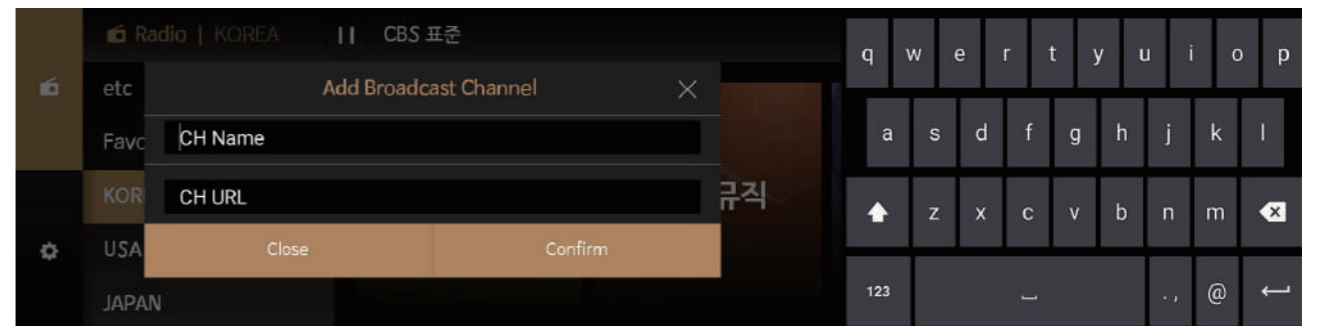 Radio | KOREA
CBS 표준
etc
Add Broadcast Channel
Favo
CH Name
KOR
CH URL
뮤직
USA
Close
Confirm
JAPAN
q w e r t y u i o p
a s d f g h j k l
z x c v b n m
123 . , @